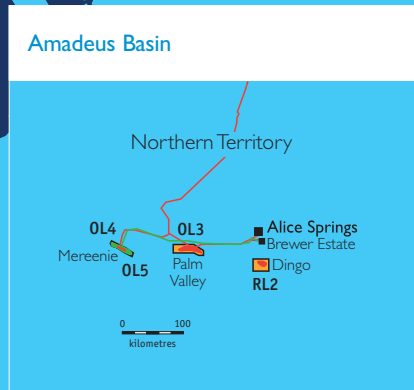 Amadeus Basin
Northern Territory
OL4
OL3
Alice Springs
Brewer Estate
Mereenie
OL5
Palm
Valley
Dingo
RL2
0 100
kilometres